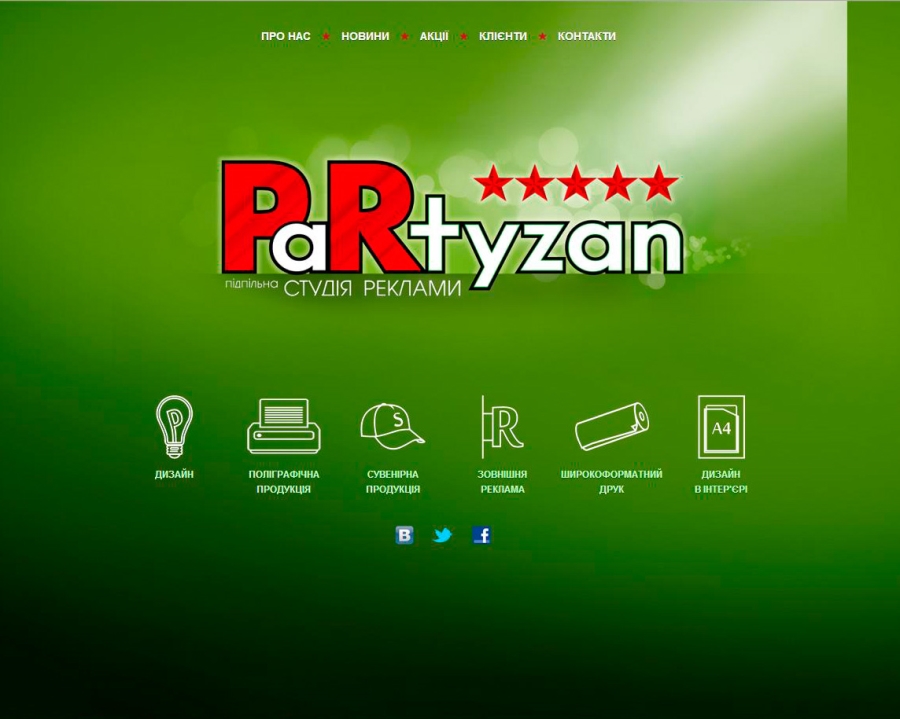 ПРО НАС ★ НОВИНИ ★ АКЦІЇ ★ КЛІЄНТИ ★ КОНТАКТИ
★★★★★
PaRtyzan
підпільна СТУДІЯ РЕКЛАМИ
D S R A4
ДИЗАЙН ПОЛІГРАФІЧНА СУВЕНІРНА ЗОВНІШНЯ ШИРОКОФОРМАТНИЙ ДИЗАЙН
ПРОДУКЦІЯ ПРОДУКЦІЯ РЕКЛАМА ДРУК В ІНТЕР'ЄРІ
B f